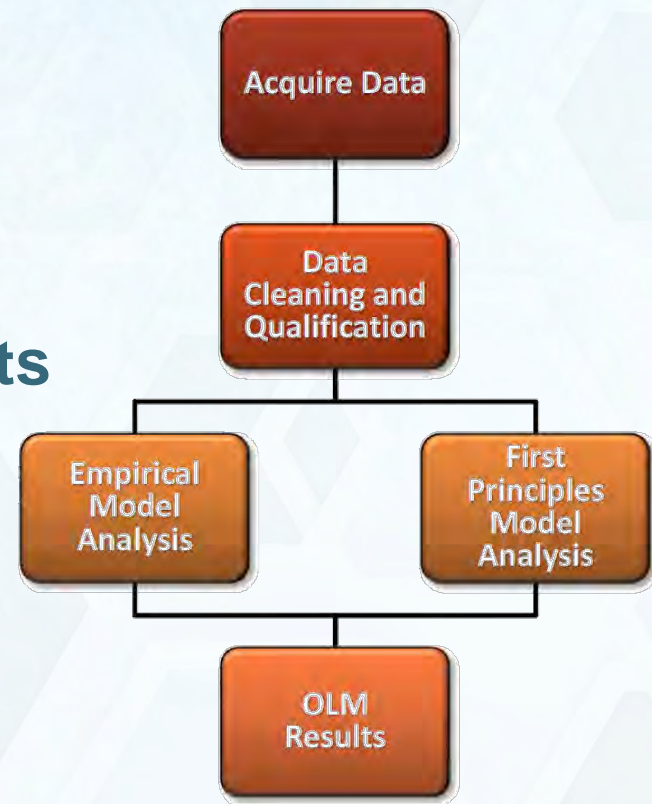 Acquire Data
Data
Cleaning and
Qualification
ts
Empirical
Model
Analysis
First
Principles
Model
Analysis
OLM
Results